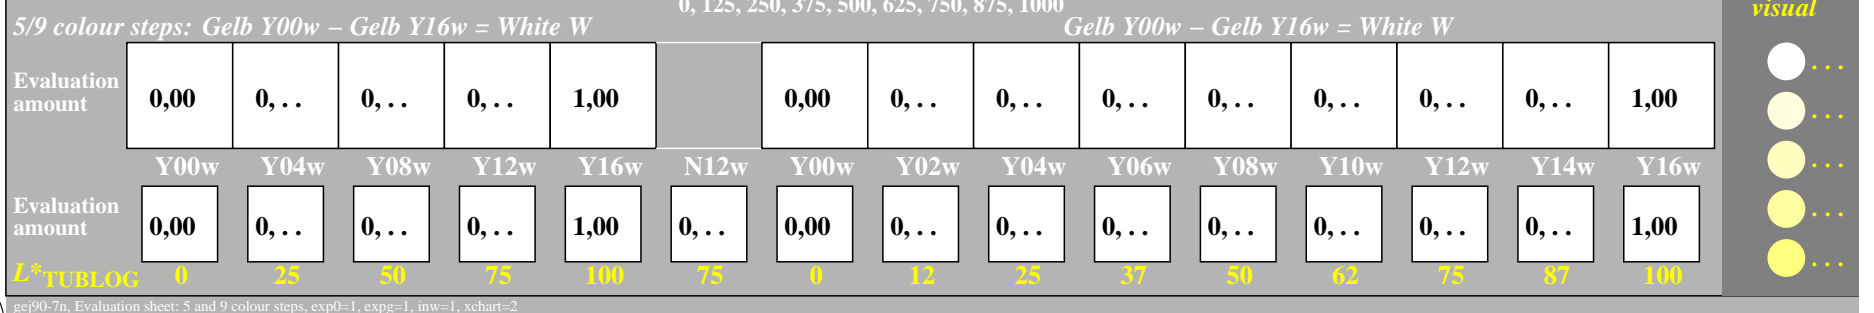 0, 125, 250, 375, 500, 625, 750, 875, 1000
visual
5/9 colour steps: Gelb Y00w – Gelb Y16w = White W Gelb Y00w – Gelb Y16w = White W
. . .
Evaluation
amount
0,00 0, . . 0, . . 0, . . 1,00 0,00 0, . . 0, . . 0, . . 0, . . 0, . . 0, . . 0, . . 1,00
. . .
Y00w Y04w Y08w Y12w Y16w N12w Y00w Y02w Y04w Y06w Y08w Y10w Y12w Y14w Y16w
. . .
Evaluation
amount
0,00 0, . . 0, . . 0, . . 1,00 0, . . 0,00 0, . . 0, . . 0, . . 0, . . 0, . . 0, . . 0, . . 1,00
. . .
L*TUBLOG 0 25 50 75 100 75 0 12 25 37 50 62 75 87 100
. . .
gej90-7n, Evaluation sheet: 5 and 9 colour steps, exp0=1, expg=1, inw=1, xchart=2